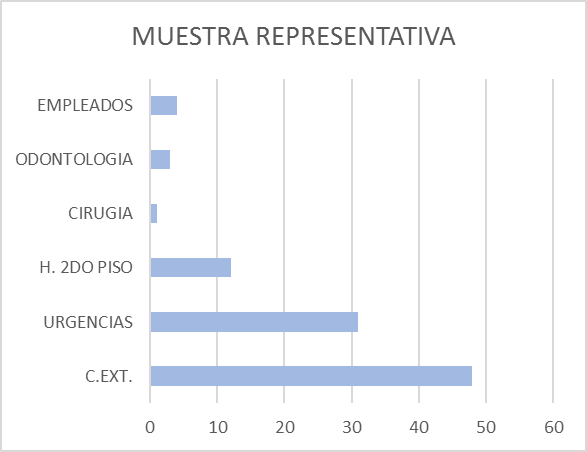 MUESTRA REPRESENTATIVA
EMPLEADOS
ODONTOLOGIA
CIRUGIA
H. 2DO PISO
URGENCIAS
C.EXT.
0 10 20 30 40 50 60